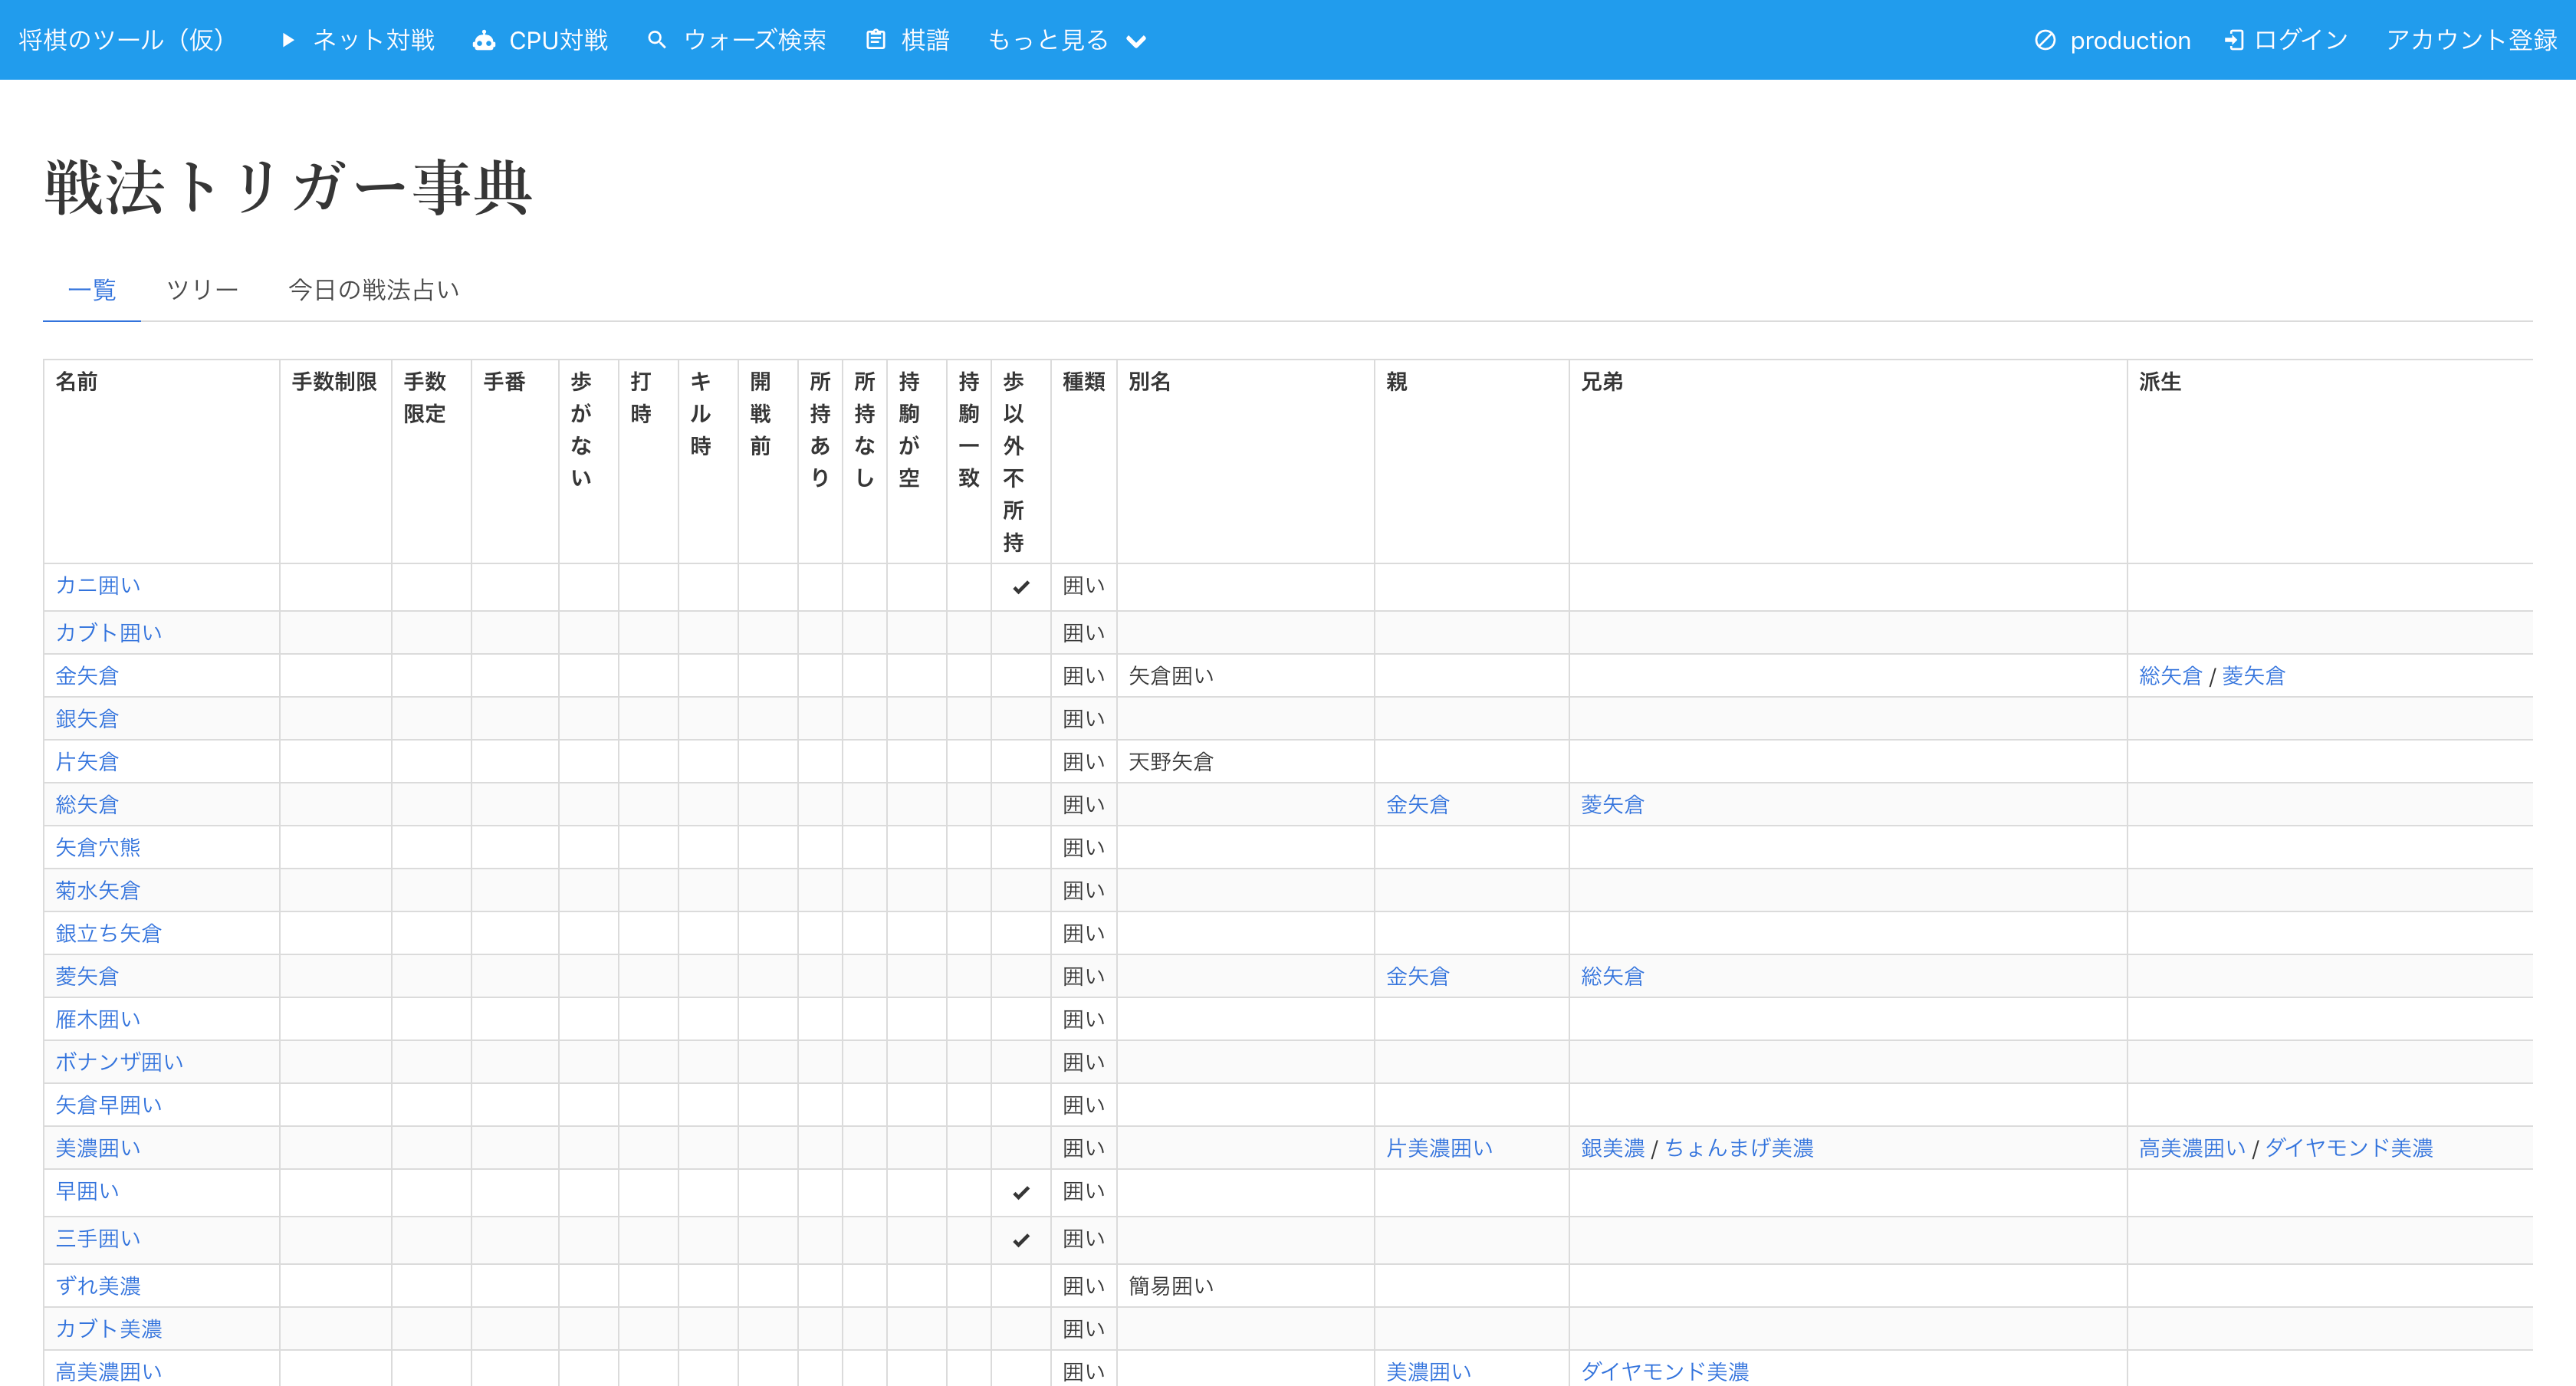 将棋のツール（仮） ネット対戦 CPU対戦 ウォーズ検索 棋譜 もっと見る production ログイン アカウント登録
戦法トリガー事典
一覧 ツリー 今日の戦法占い
名前 手数制限 手数限定 手番 歩がない 打時 キル時 開戦前 所持あり 所持なし 持駒が空 持駒一致 歩以外不所持 種類 別名 親 兄弟 派生
カニ囲い 囲い
カブト囲い 囲い
金矢倉 囲い 矢倉囲い 総矢倉 / 菱矢倉
銀矢倉 囲い
片矢倉 囲い 天野矢倉
総矢倉 囲い 金矢倉 菱矢倉
矢倉穴熊 囲い
菊水矢倉 囲い
銀立ち矢倉 囲い
菱矢倉 囲い 金矢倉 総矢倉
雁木囲い 囲い
ボナンザ囲い 囲い
矢倉早囲い 囲い
美濃囲い 囲い 片美濃囲い 銀美濃 / ちょんまげ美濃 高美濃囲い / ダイヤモンド美濃
早囲い 囲い
三手囲い 囲い
ずれ美濃 囲い 簡易囲い
カブト美濃 囲い
高美濃囲い 囲い 美濃囲い ダイヤモンド美濃